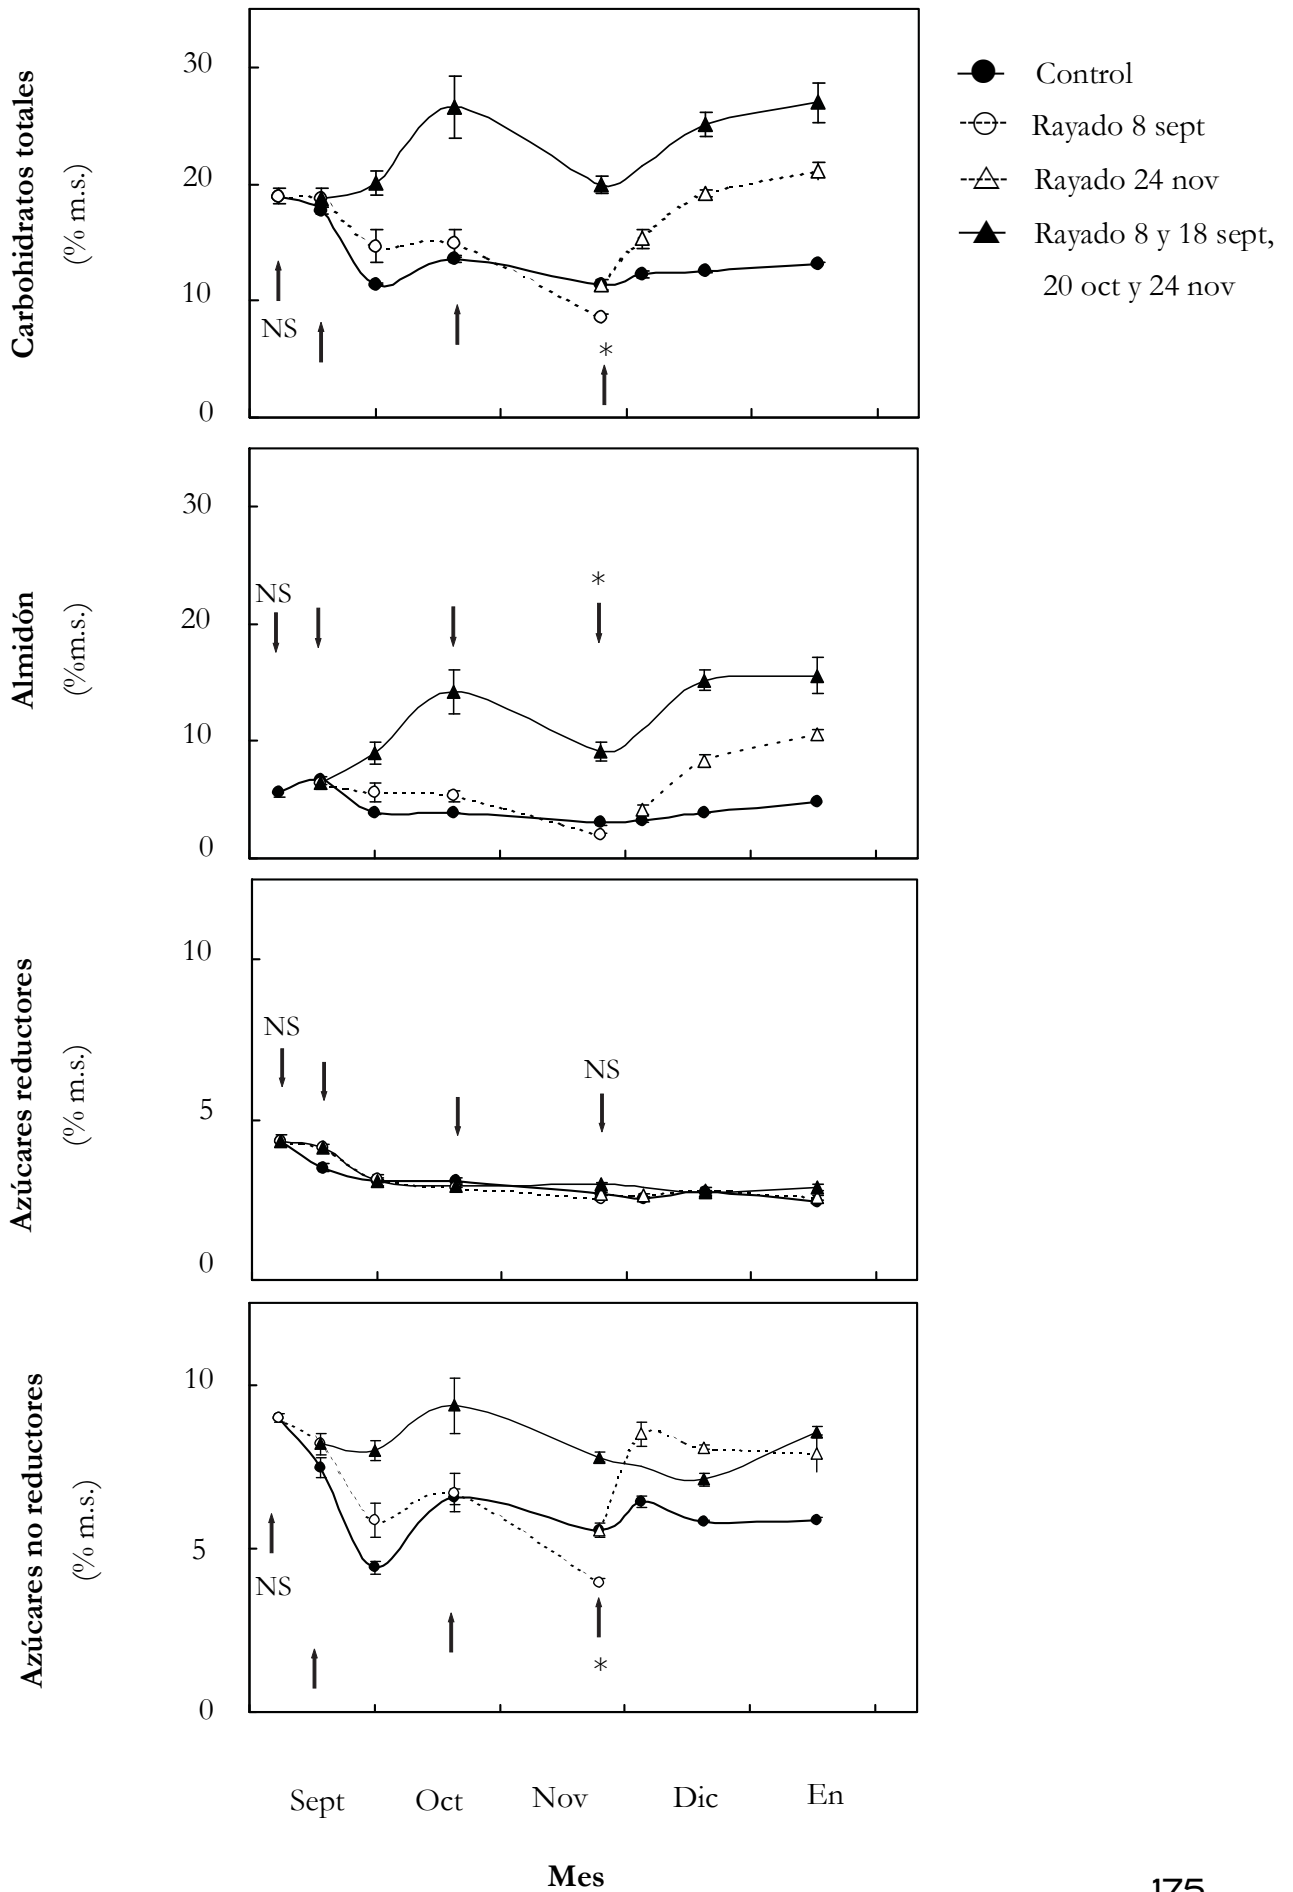 Carbohidratos totales
(% m.s.)
30
20
10
0
NS
*
Control
Rayado 8 sept
Rayado 24 nov
Rayado 8 y 18 sept,
20 oct y 24 nov
Almidón
(%m.s.)
30
20
10
0
NS
*
Azúcares reductores
(% m.s.)
10
5
0
NS
NS
Azúcares no reductores
(% m.s.)
10
5
0
NS
*
Sept Oct Nov Dic En
Mes
175